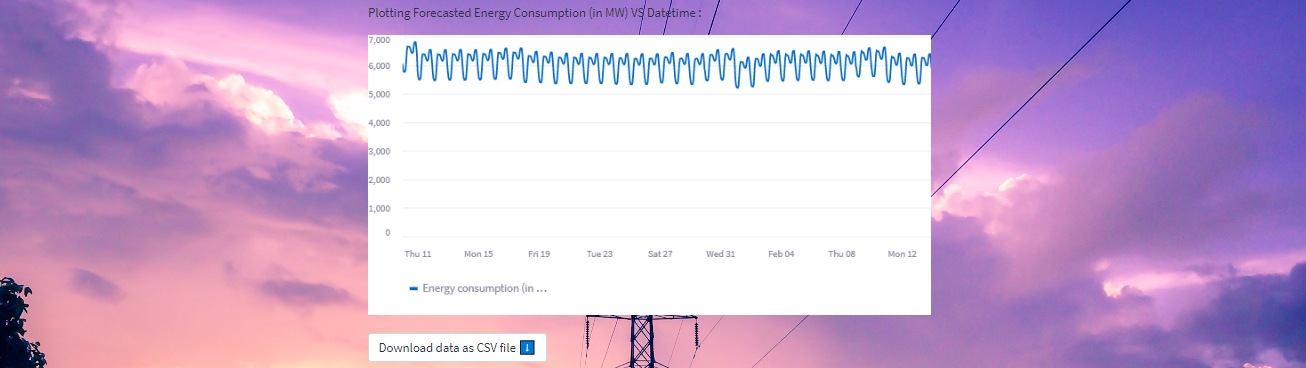 Plotting Forecasted Energy Consumption (in MW) VS Datetime :
7,000
6,000
5,000
4,000
3,000
2,000
1,000
0
Thu 11 Mon 15 Fri 19 Tue 23 Sat 27 Wed 31 Feb 04 Thu 08 Mon 12
Energy consumption (in ...
Download data as CSV file ⬇️